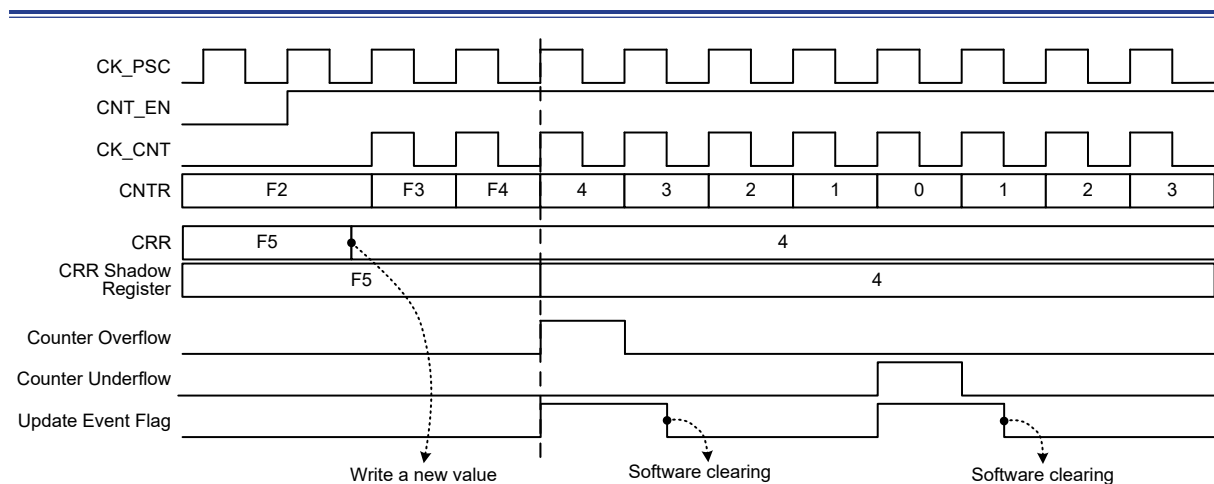 CK_PSC
CNT_EN
CK_CNT
CNTR F2 F3 F4 4 3 2 1 0 1 2 3
CRR F5 4
CRR Shadow
Register F5 4
Counter Overflow
Counter Underflow
Update Event Flag
Write a new value Software clearing Software clearing